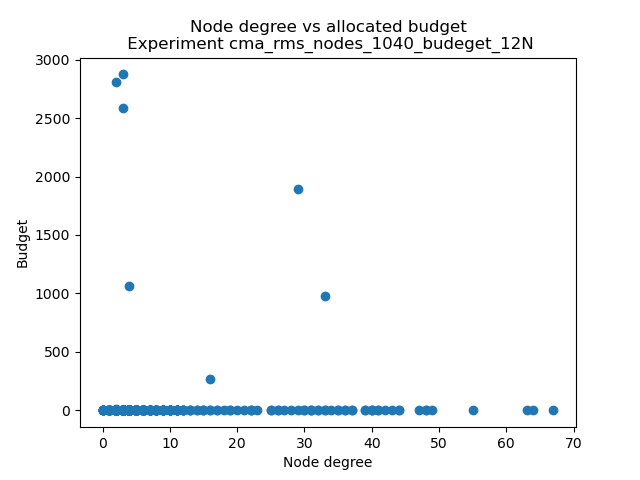 Node degree vs allocated budget
Experiment cma_rms_nodes_1040_budeget_12N
3000
2500
2000
1500
1000
500
0
Budget
0 10 20 30 40 50 60 70
Node degree